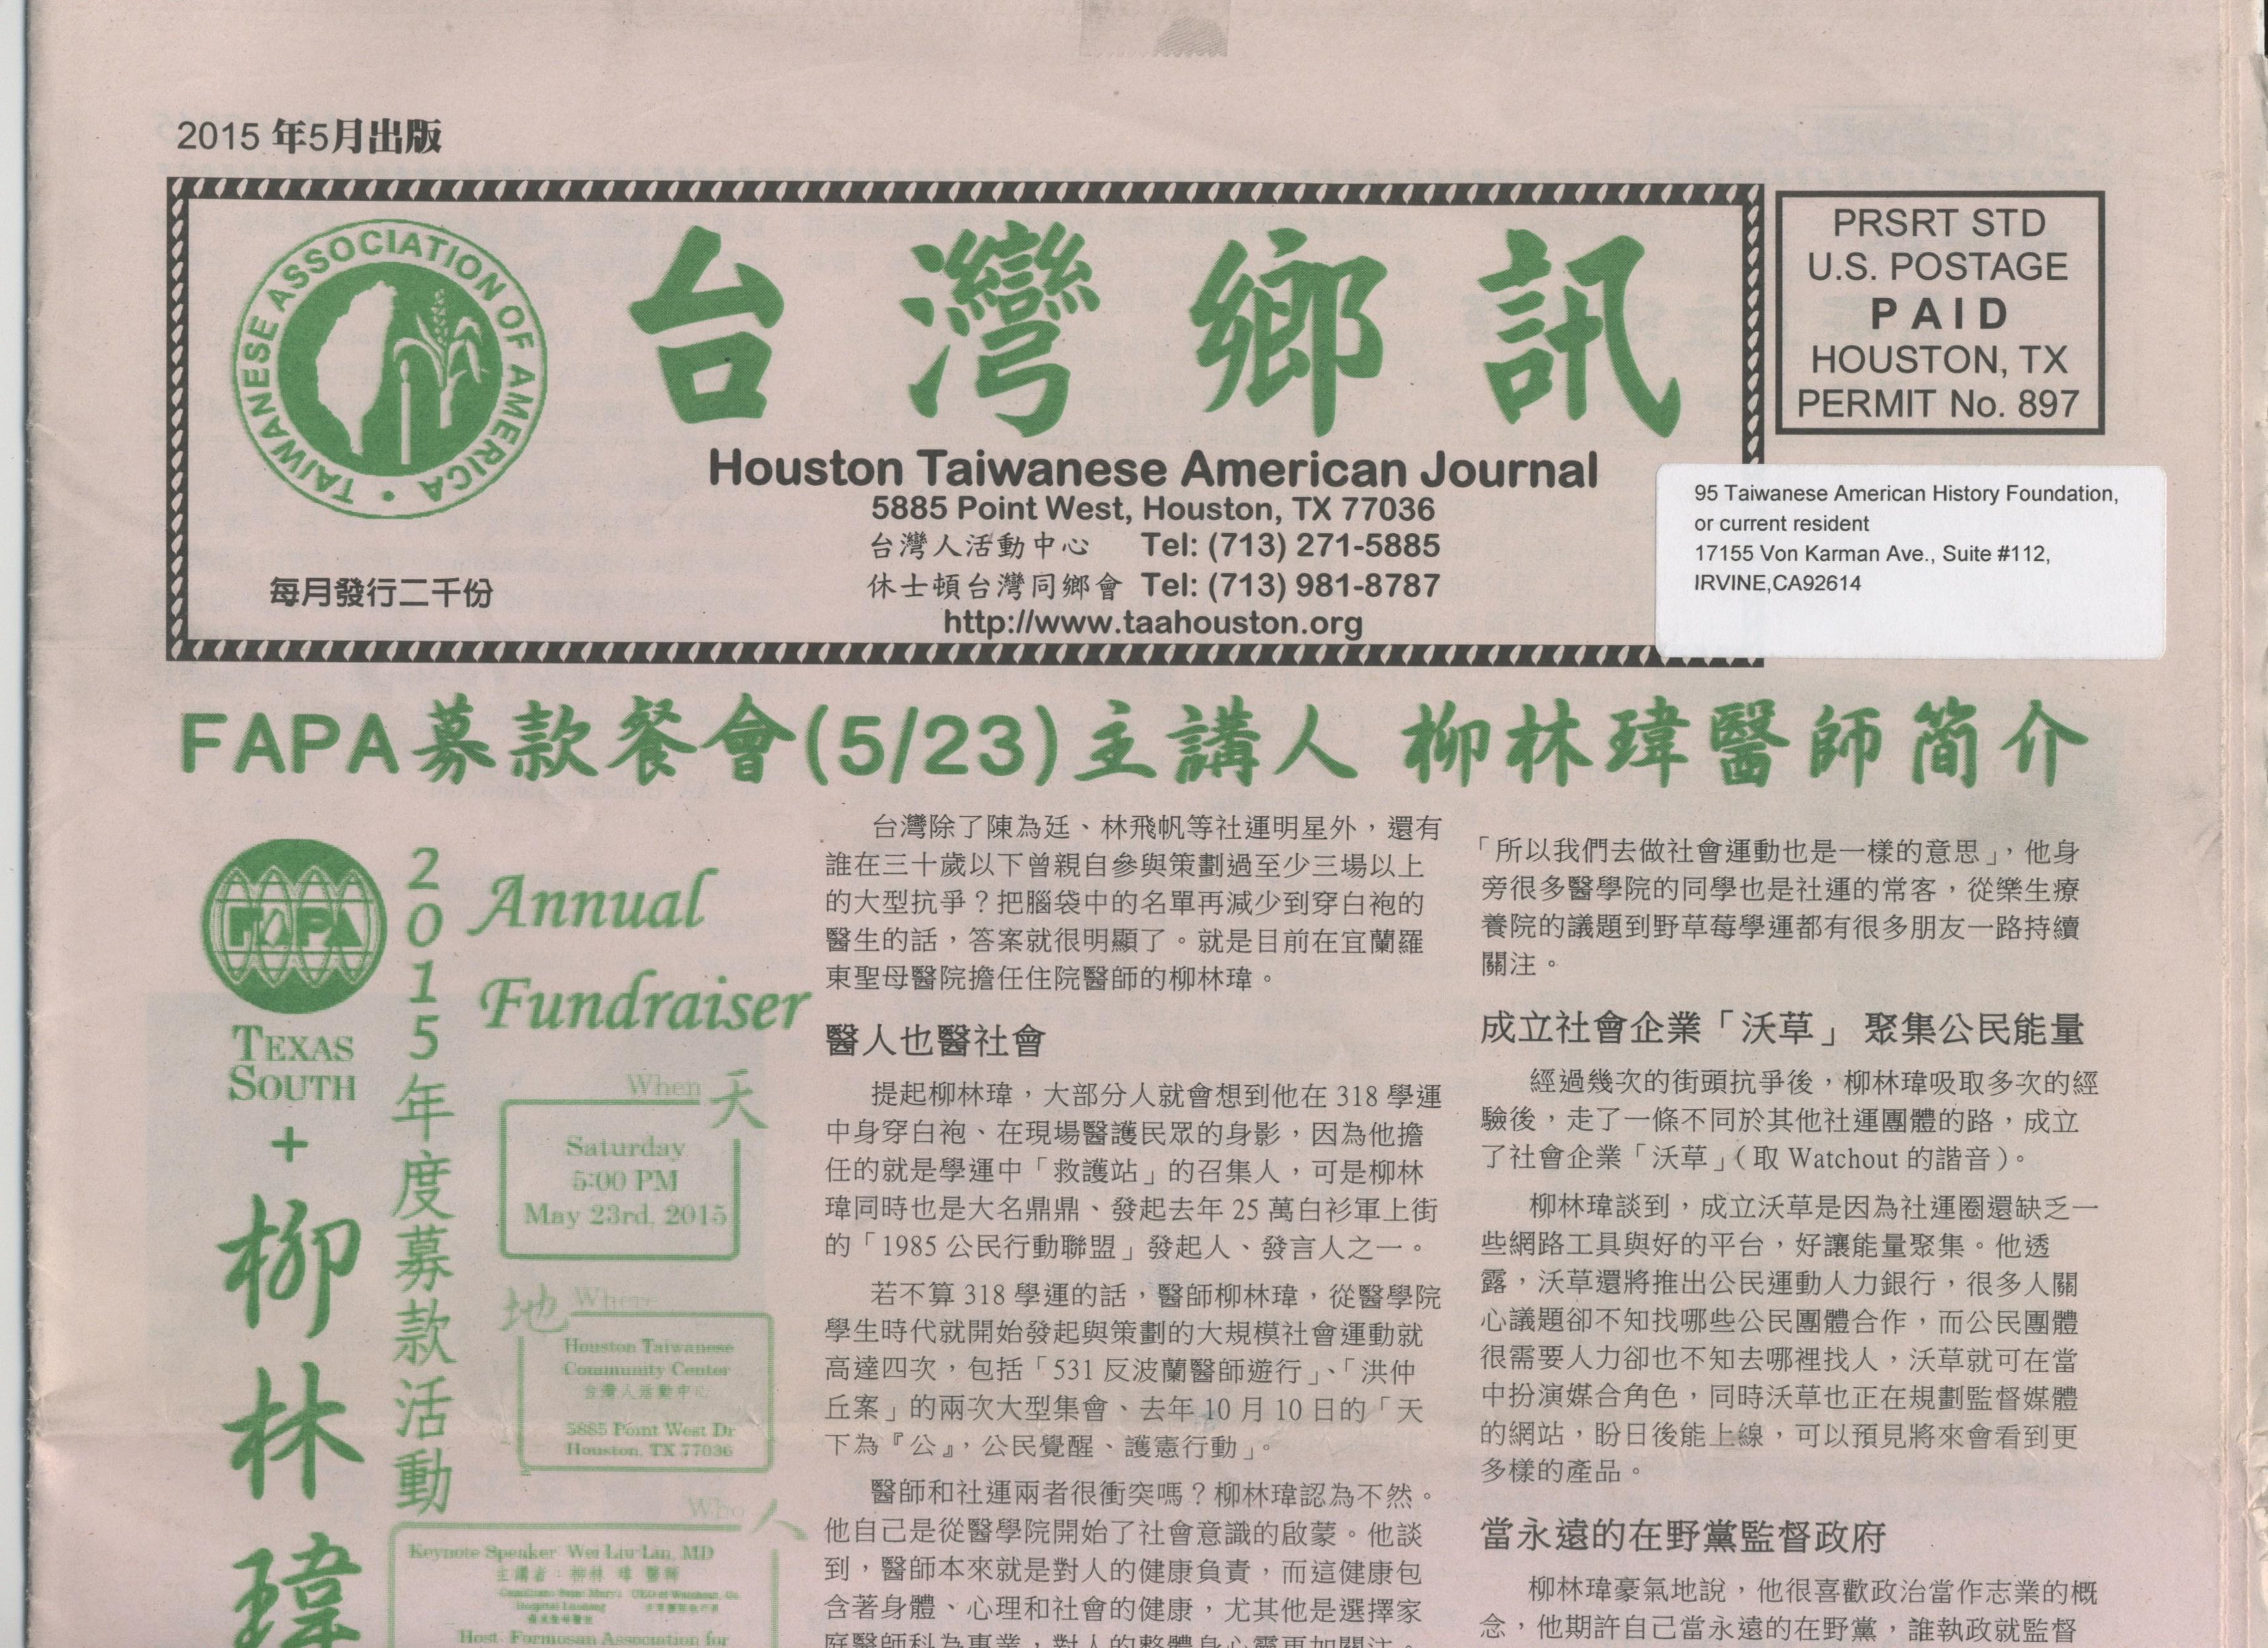 2015 年5月出版
TAIWANESE ASSOCIATION OF AMERICA
台灣鄉訊
Houston Taiwanese American Journal
5885 Point West, Houston, TX 77036
台灣人活動中心 Tel: (713) 271-5885
休士頓台灣同鄉會 Tel: (713) 981-8787
http://www.taahouston.org
每月發行二千份
PRSRT STD
U.S. POSTAGE
PAID
HOUSTON, TX
PERMIT No. 897
95 Taiwanese American History Foundation,
or current resident
17155 Von Karman Ave., Suite #112,
IRVINE,CA92614
FAPA募款餐會(5/23)主講人 柳林瑋醫師簡介
FAPA
TEXAS
SOUTH
+
柳林瑋
2015年度募款活動
Annual
Fundraiser
When 天
Saturday
5:00 PM
May 23rd, 2015
地 Where
Houston Taiwanese
Community Center
台灣人活動中心
5885 Point West Dr
Houston, TX 77036
Who 人
Keynote Speaker: Wei Liu-Lin, MD
主講者：柳林 瑋 醫師
Host: Formosan Association for
台灣除了陳為廷、林飛帆等社運明星外，還有
誰在三十歲以下曾親自參與策劃過至少三場以上
的大型抗爭？把腦袋中的名單再減少到穿白袍的
醫生的話，答案就很明顯了。就是目前在宜蘭羅
東聖母醫院擔任住院醫師的柳林瑋。
醫人也醫社會
提起柳林瑋，大部分人就會想到他在 318 學運
中身穿白袍、在現場醫護民眾的身影，因為他擔
任的就是學運中「救護站」的召集人，可是柳林
瑋同時也是大名鼎鼎、發起去年 25 萬白衫軍上街
的「1985 公民行動聯盟」發起人、發言人之一。
若不算 318 學運的話，醫師柳林瑋，從醫學院
學生時代就開始發起與策劃的大規模社會運動就
高達四次，包括「531 反波蘭醫師遊行」、「洪仲
丘案」的兩次大型集會、去年 10 月 10 日的「天
下為『公』，公民覺醒、護憲行動」。
醫師和社運兩者很衝突嗎？柳林瑋認為不然。
他自己是從醫學院開始了社會意識的啟蒙。他談
到，醫師本來就是對人的健康負責，而這健康包
含著身體、心理和社會的健康，尤其他是選擇家
庭醫師科為專業，對人的整體身心靈更加關注。
「所以我們去做社會運動也是一樣的意思」，他身
旁很多醫學院的同學也是社運的常客，從樂生療
養院的議題到野草莓學運都有很多朋友一路持續
關注。
成立社會企業「沃草」 聚集公民能量
經過幾次的街頭抗爭後，柳林瑋吸取多次的經
驗後，走了一條不同於其他社運團體的路，成立
了社會企業「沃草」（取 Watchout 的諧音）。
柳林瑋談到，成立沃草是因為社運圈還缺乏一
些網路工具與好的平台，好讓能量聚集。他透
露，沃草還將推出公民運動人力銀行，很多人關
心議題卻不知找哪些公民團體合作，而公民團體
很需要人力卻也不知去哪裡找人，沃草就可在當
中扮演媒合角色，同時沃草也正在規劃監督媒體
的網站，盼日後能上線，可以預見將來會看到更
多樣的產品。
當永遠的在野黨監督政府
柳林瑋豪氣地說，他很喜歡政治當作志業的概
念，他期許自己當永遠的在野黨，誰執政就監督